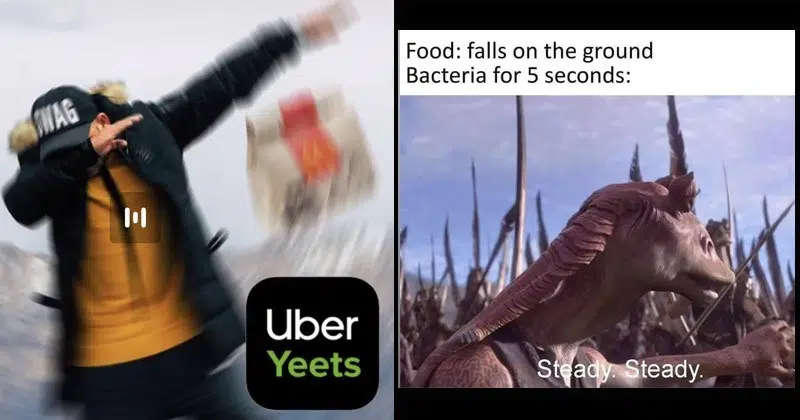 SWAG
Uber
Yeets
Food: falls on the ground
Bacteria for 5 seconds:
Steady. Steady.